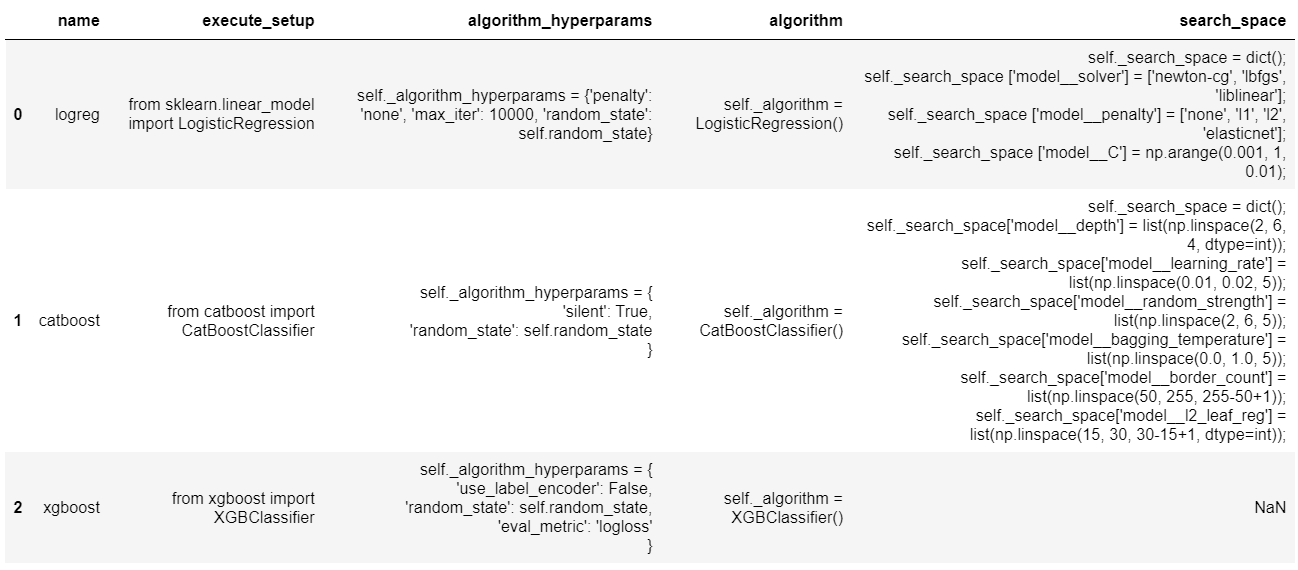 name execute_setup algorithm_hyperparams algorithm search_space
0 logreg
from sklearn.linear_model
import LogisticRegression
self._algorithm_hyperparams = {'penalty':
'none', 'max_iter': 10000, 'random_state':
self.random_state}
self._algorithm =
LogisticRegression()
self._search_space = dict();
self._search_space ['model__solver'] = ['newton-cg', 'lbfgs',
'liblinear'];
self._search_space ['model__penalty'] = ['none', 'l1', 'l2',
'elasticnet'];
self._search_space ['model__C'] = np.arange(0.001, 1,
0.01);
1 catboost
from catboost import
CatBoostClassifier
self._algorithm_hyperparams = {
'silent': True,
'random_state': self.random_state
}
self._algorithm =
CatBoostClassifier()
self._search_space = dict();
self._search_space['model__depth'] = list(np.linspace(2, 6,
4, dtype=int));
self._search_space['model__learning_rate'] =
list(np.linspace(0.01, 0.02, 5));
self._search_space['model__random_strength'] =
list(np.linspace(2, 6, 5));
self._search_space['model__bagging_temperature'] =
list(np.linspace(0.0, 1.0, 5));
self._search_space['model__border_count'] =
list(np.linspace(50, 255, 255-50+1));
self._search_space['model__l2_leaf_reg'] =
list(np.linspace(15, 30, 30-15+1, dtype=int));
2 xgboost
from xgboost import
XGBClassifier
self._algorithm_hyperparams = {
'use_label_encoder': False,
'random_state': self.random_state,
'eval_metric': 'logloss'
}
self._algorithm =
XGBClassifier()
NaN